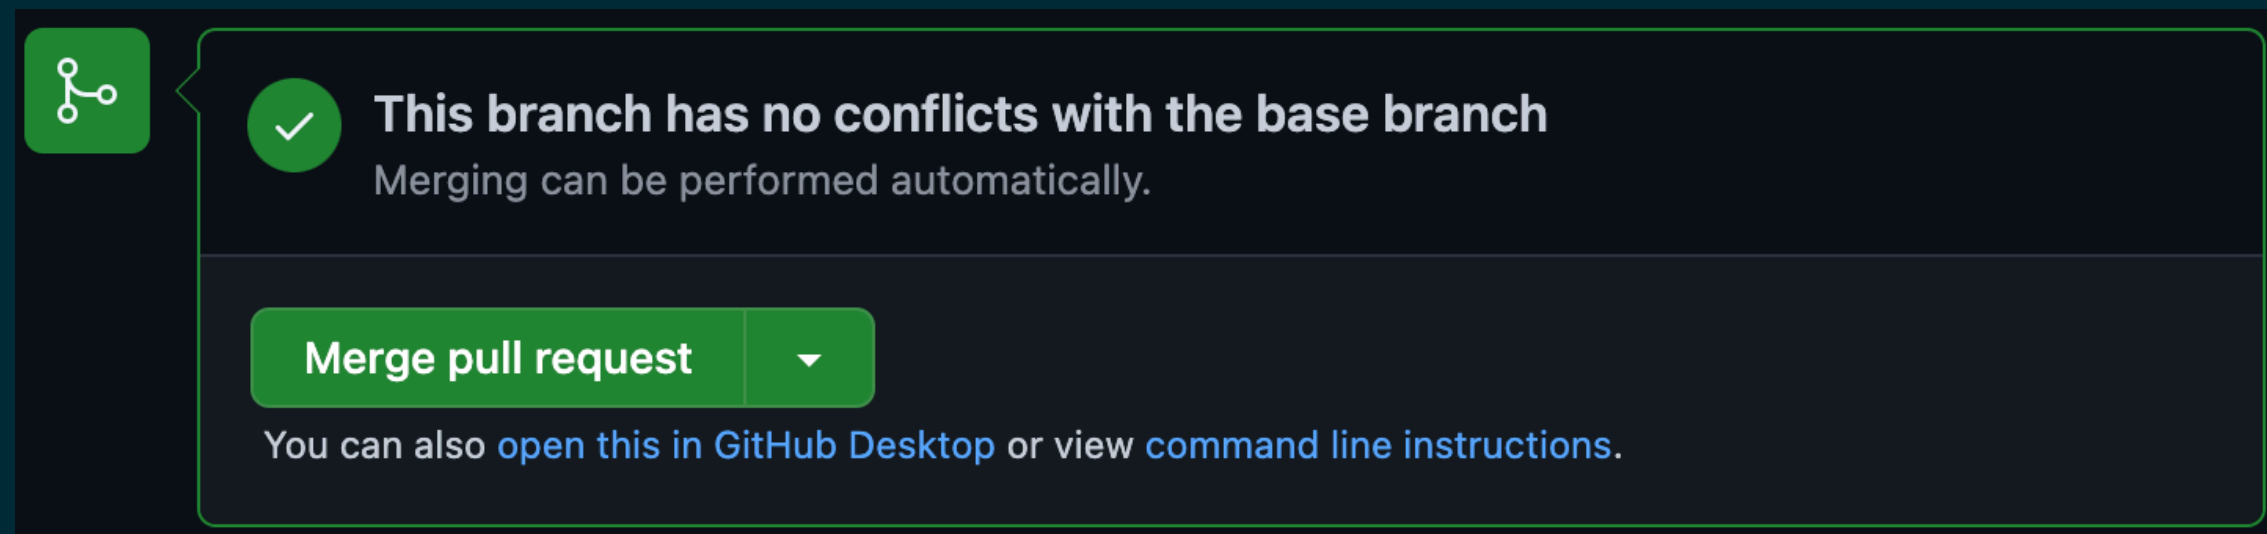 This branch has no conflicts with the base branch
Merging can be performed automatically.
Merge pull request
You can also open this in GitHub Desktop or view command line instructions.